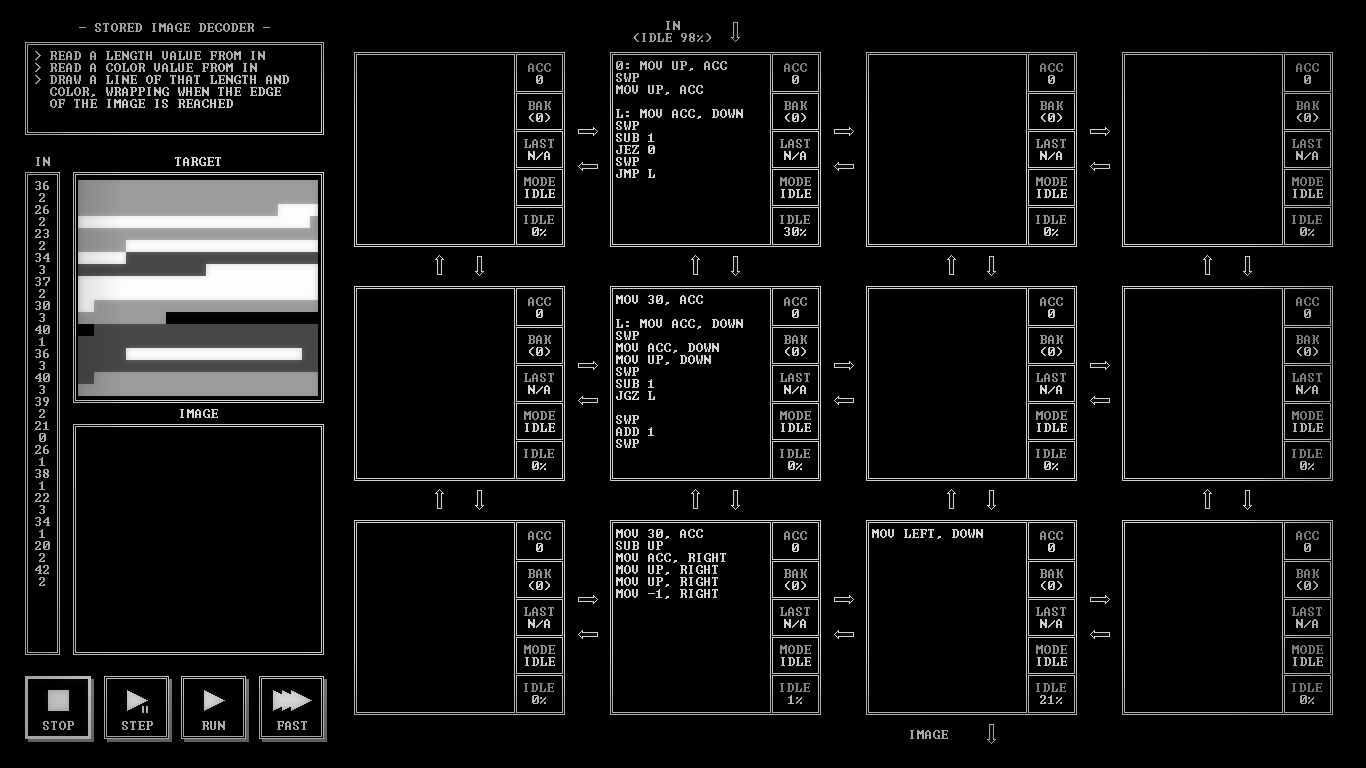 - STORED IMAGE DECODER -
> READ A LENGTH VALUE FROM IN
> READ A COLOR VALUE FROM IN
> DRAW A LINE OF THAT LENGTH AND
COLOR, WRAPPING WHEN THE EDGE
OF THE IMAGE IS REACHED
IN
36
2
26
2
23
2
34
3
37
2
30
3
40
1
36
3
40
3
39
2
21
0
26
1
38
1
22
3
34
1
20
2
42
2
TARGET
IMAGE
STOP
STEP
RUN
FAST
IN
(IDLE 98%)
ACC
0
BAK
(0)
LAST
N/A
MODE
IDLE
IDLE
0%
0: MOV UP, ACC
SWP
MOV UP, ACC
L: MOV ACC, DOWN
SWP
SUB 1
JEZ 0
SWP
JMP L
ACC
0
BAK
(0)
LAST
N/A
MODE
IDLE
IDLE
30%
ACC
0
BAK
(0)
LAST
N/A
MODE
IDLE
IDLE
0%
ACC
0
BAK
(0)
LAST
N/A
MODE
IDLE
IDLE
0%
ACC
0
BAK
(0)
LAST
N/A
MODE
IDLE
IDLE
0%
MOV 30, ACC
L: MOV ACC, DOWN
SWP
MOV ACC, DOWN
MOV UP, DOWN
SWP
SUB 1
JGZ L
SWP
ADD 1
SWP
ACC
0
BAK
(0)
LAST
N/A
MODE
IDLE
IDLE
0%
ACC
0
BAK
(0)
LAST
N/A
MODE
IDLE
IDLE
0%
ACC
0
BAK
(0)
LAST
N/A
MODE
IDLE
IDLE
0%
ACC
0
BAK
(0)
LAST
N/A
MODE
IDLE
IDLE
0%
MOV 30, ACC
SUB UP
MOV ACC, RIGHT
MOV UP, RIGHT
MOV UP, RIGHT
MOV -1, RIGHT
ACC
0
BAK
(0)
LAST
N/A
MODE
IDLE
IDLE
1%
MOV LEFT, DOWN
ACC
0
BAK
(0)
LAST
N/A
MODE
IDLE
IDLE
21%
ACC
0
BAK
(0)
LAST
N/A
MODE
IDLE
IDLE
0%
IMAGE